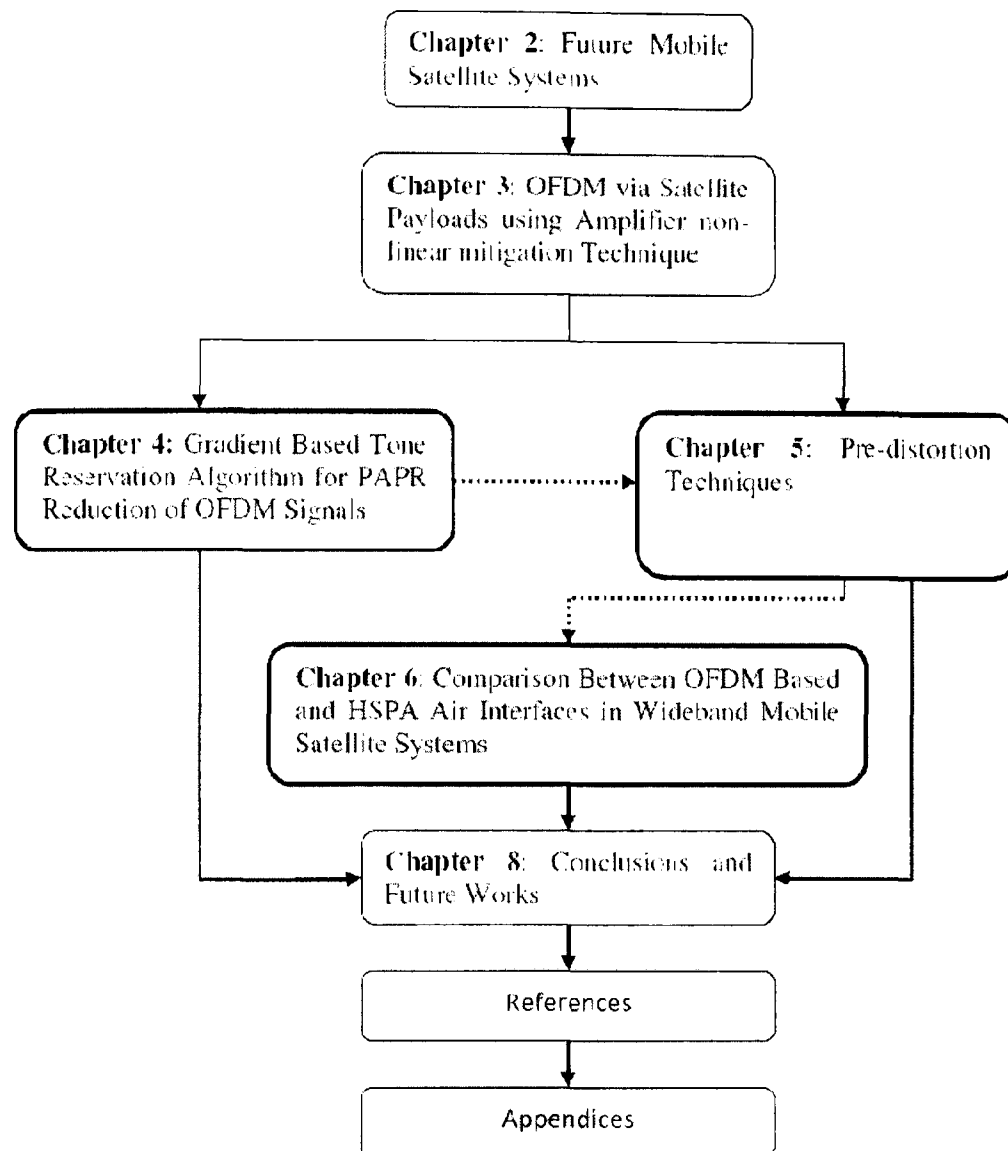 Chapter 2: Future Mobile
Satellite Systems
Chapter 3: OFDM via Satellite
Payloads using Amplifier non-
linear mitigation Technique
Chapter 4: Gradient Based Tone
Reservation Algorithm for PAPR
Reduction of OFDM Signals
Chapter 5: Pre-distortion
Techniques
Chapter 6: Comparison Between OFDM Based
and HSPA Air Interfaces in Wideband Mobile
Satellite Systems
Chapter 8: Conclusions and
Future Works
References
Appendices